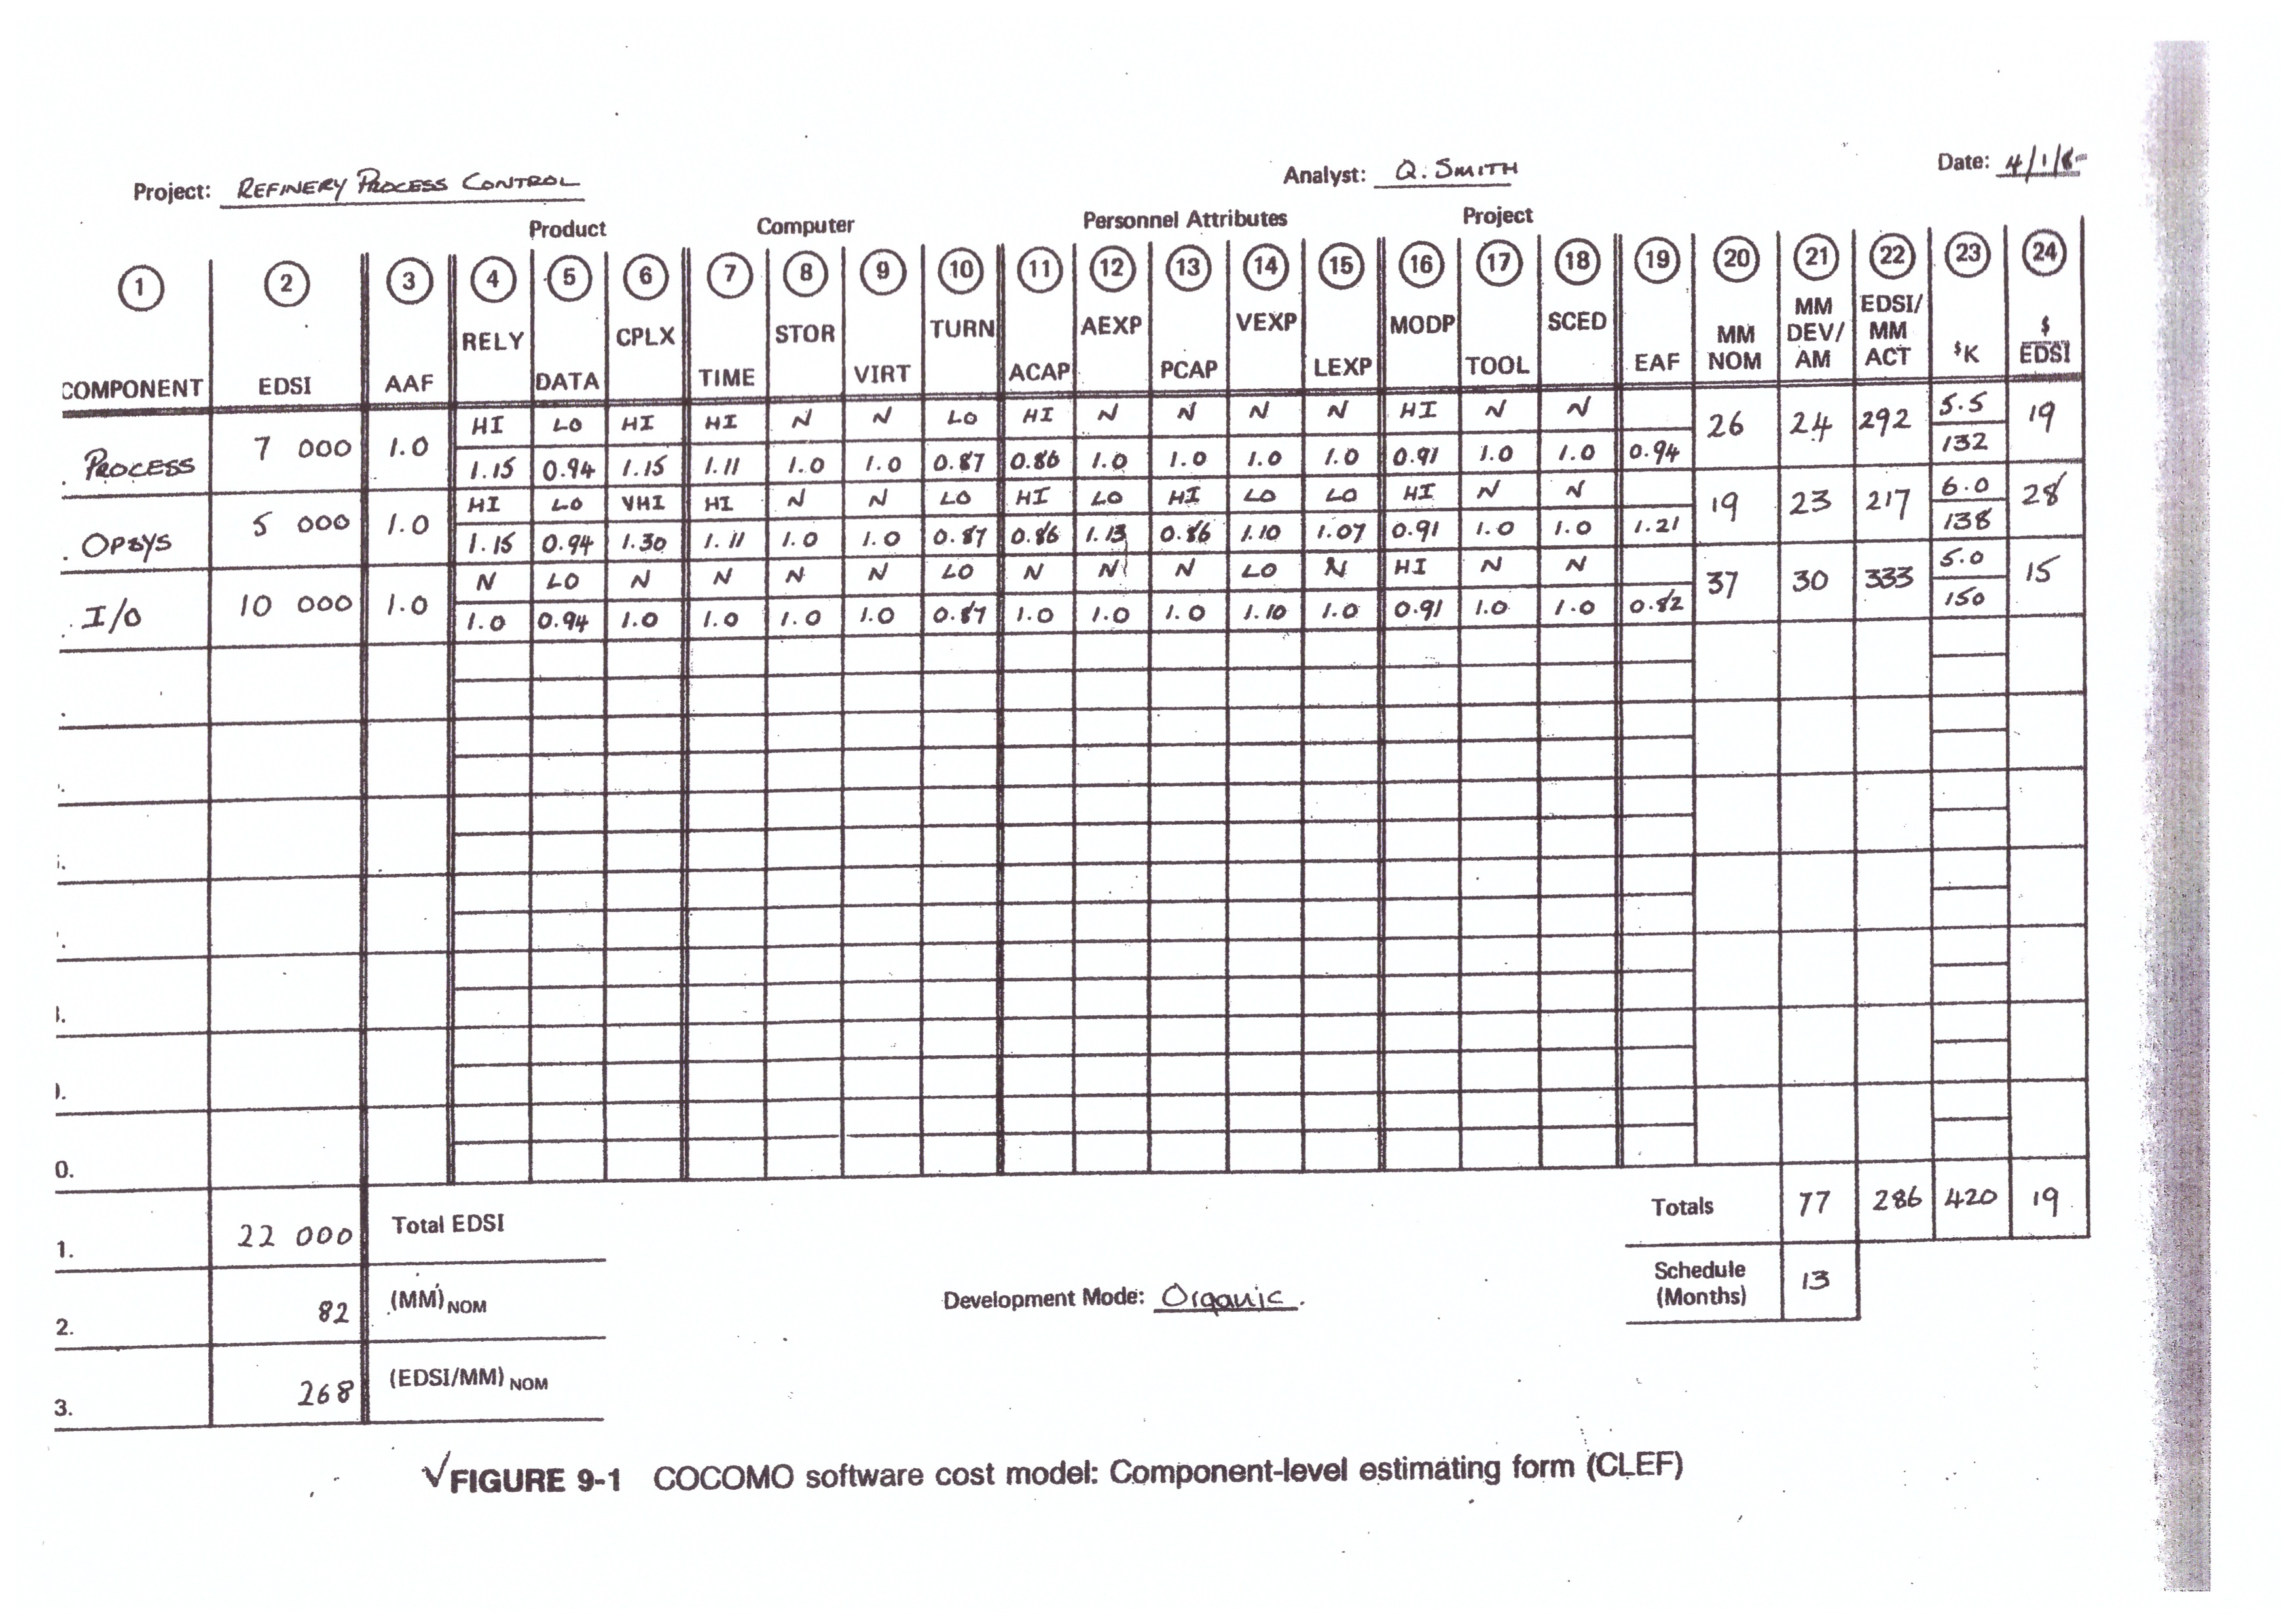 Project: REFINERY PROCESS CONTROL Analyst: Q. SMITH Date: 4/1/
Product Computer Personnel Attributes Project
1 2 3 4 5 6 7 8 9 10 11 12 13 14 15 16 17 18 19 20 21 22 23 24
COMPONENT EDSI AAF RELY DATA CPLX TIME STOR VIRT TURN ACAP AEXP PCAP VEXP LEXP MODP TOOL SCED EAF MM NOM MM DEV/ AM EDSI/ MM ACT $K $ EDSI
HI LO HI HI N N LO HI N N N N HI N N 5.5
. PROCESS 7 000 1.0 26 24 292 19
1.15 0.94 1.15 1.11 1.0 1.0 0.87 0.86 1.0 1.0 1.0 1.0 0.91 1.0 1.0 0.94 132
HI LO VHI HI N N LO HI LO HI LO LO HI N N 6.0
. OPSYS 5 000 1.0 19 23 217 28
1.15 0.94 1.30 1.11 1.0 1.0 0.87 0.86 1.13 0.86 1.10 1.07 0.91 1.0 1.0 1.21 138
N LO N N N N LO N N N LO N HI N N 5.0
. I/O 10 000 1.0 37 30 333 15
1.0 0.94 1.0 1.0 1.0 1.0 0.87 1.0 1.0 1.0 1.10 1.0 0.91 1.0 1.0 0.82 150
0.
1. 22 000 Total EDSI Totals 77 286 420 19
2. 82 (MM)NOM Development Mode: Organic. Schedule (Months) 13
3. 268 (EDSI/MM)NOM
√FIGURE 9-1 COCOMO software cost model: Component-level estimating form (CLEF)